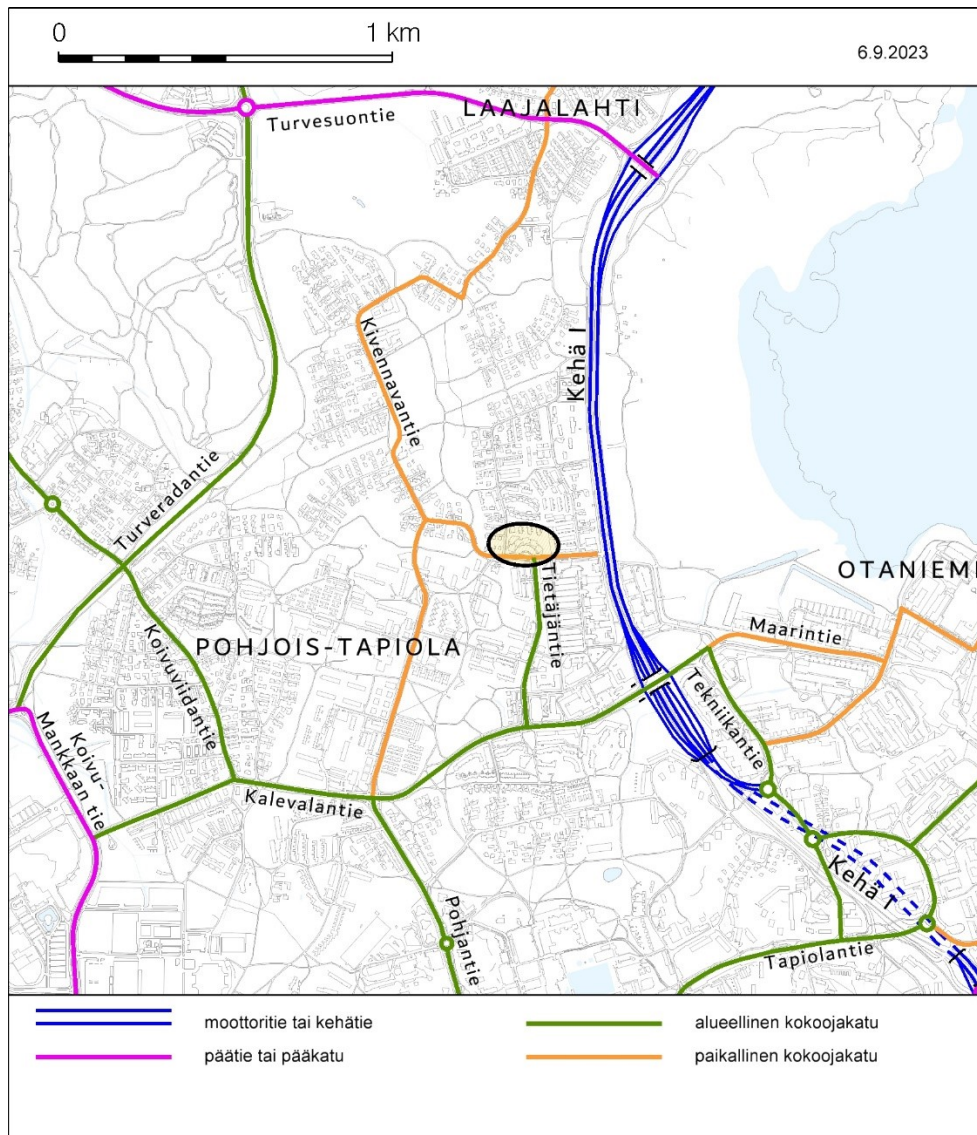 0 1 km
6.9.2023
LAAJALAHTI
Turvesuontie
Kehä I
Kivennavantie
Turveradantie
OTANIEMI
Tietäjäntie
Maarintie
POHJOIS-TAPIOLA
Koivuviidantie
Tekniikantie
Koivu-
Mankkaan tie
Kalevalantie
Kehä I
Pohjantie
Tapiolantie
moottoritie tai kehätie
alueellinen kokoojakatu
päätie tai pääkatu
paikallinen kokoojakatu